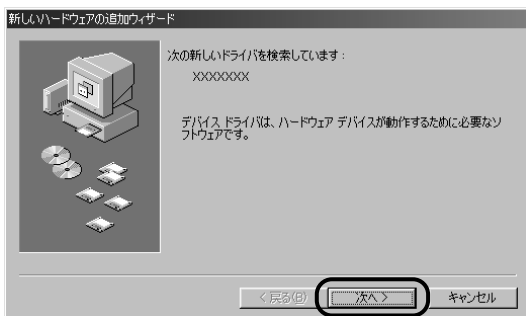 新しいハードウェアの追加ウィザード
次の新しいドライバを検索しています：
XXXXXXX
デバイス ドライバは、ハードウェア デバイスが動作するために必要なソ
フトウェアです。
< 戻る(B)
次へ >
キャンセル